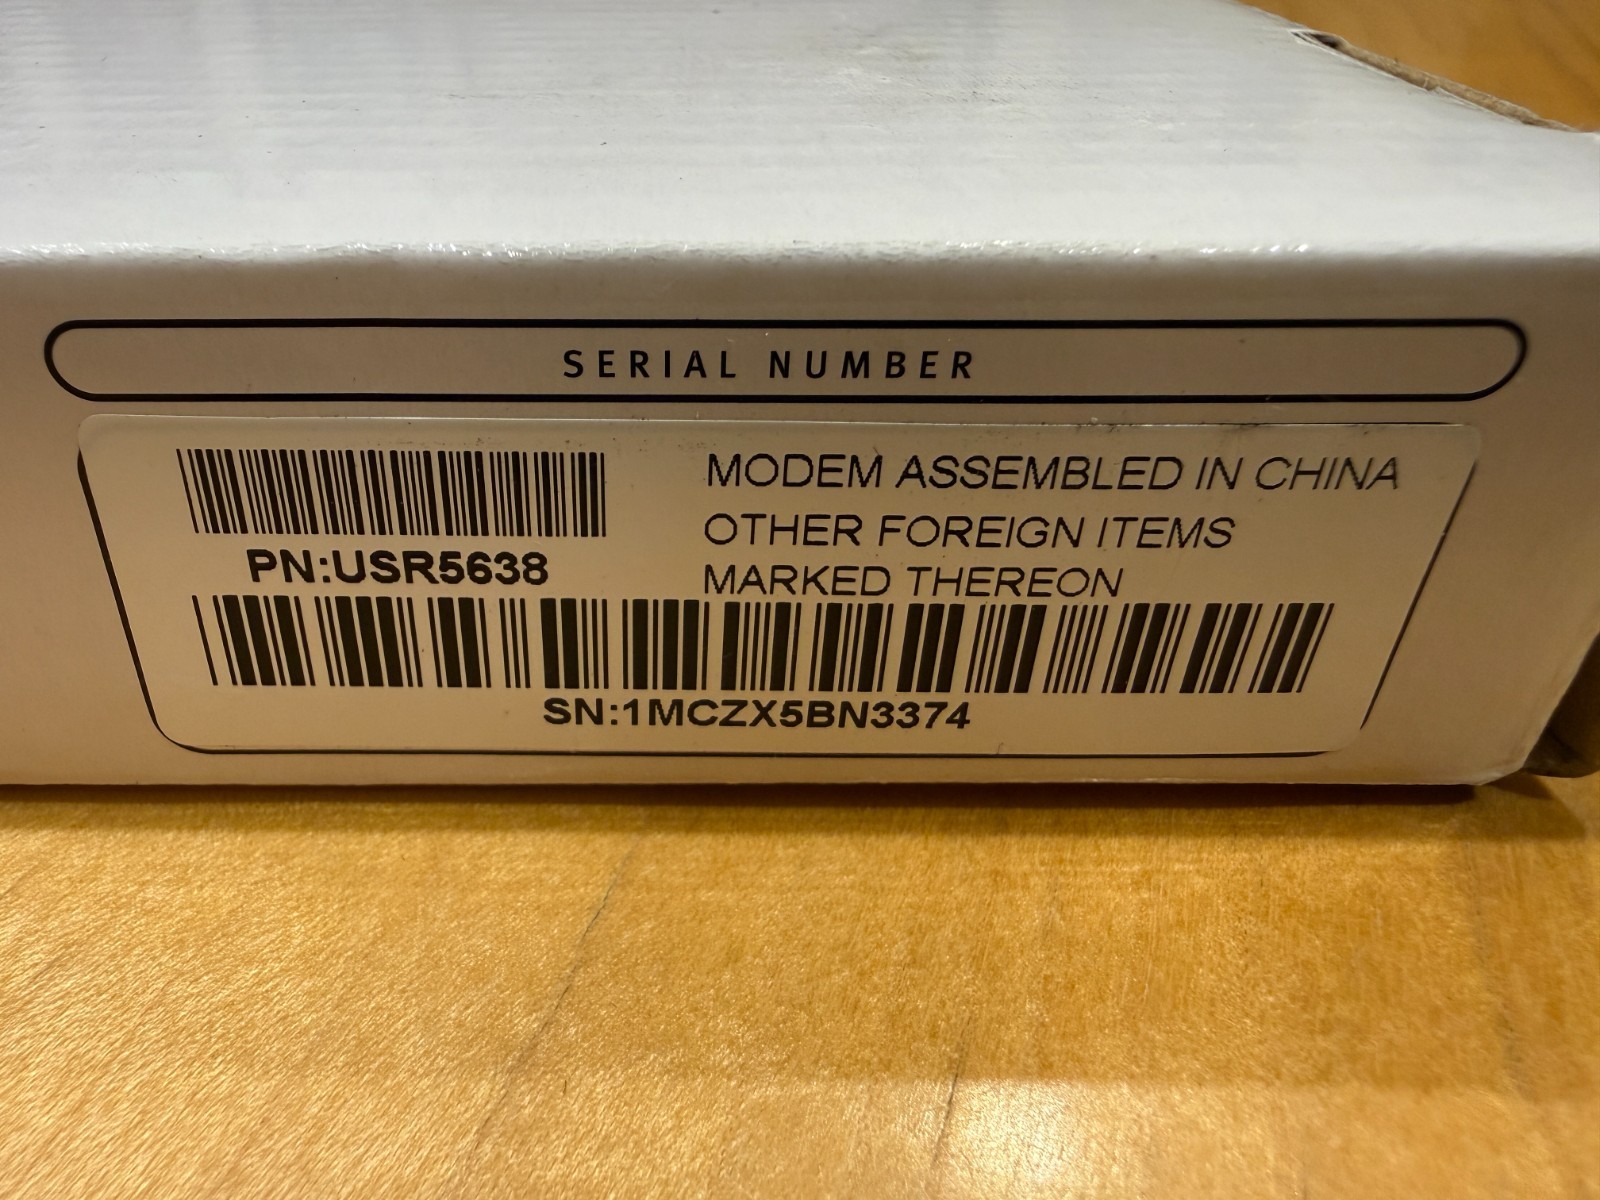 SERIAL NUMBER
MODEM ASSEMBLED IN CHINA
OTHER FOREIGN ITEMS
MARKED THEREON
PN:USR5638
SN:1MCZX5BN3374